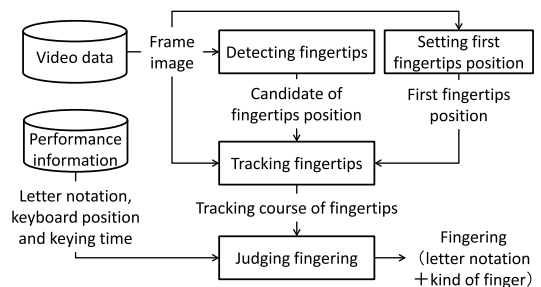 Video data
Frame
image
Detecting fingertips
Setting first
fingertips position
Candidate of
fingertips position
First fingertips
position
Performance
information
Tracking fingertips
Letter notation,
keyboard position
and keying time
Tracking course of fingertips
Judging fingering
Fingering
（letter notation
＋kind of finger）